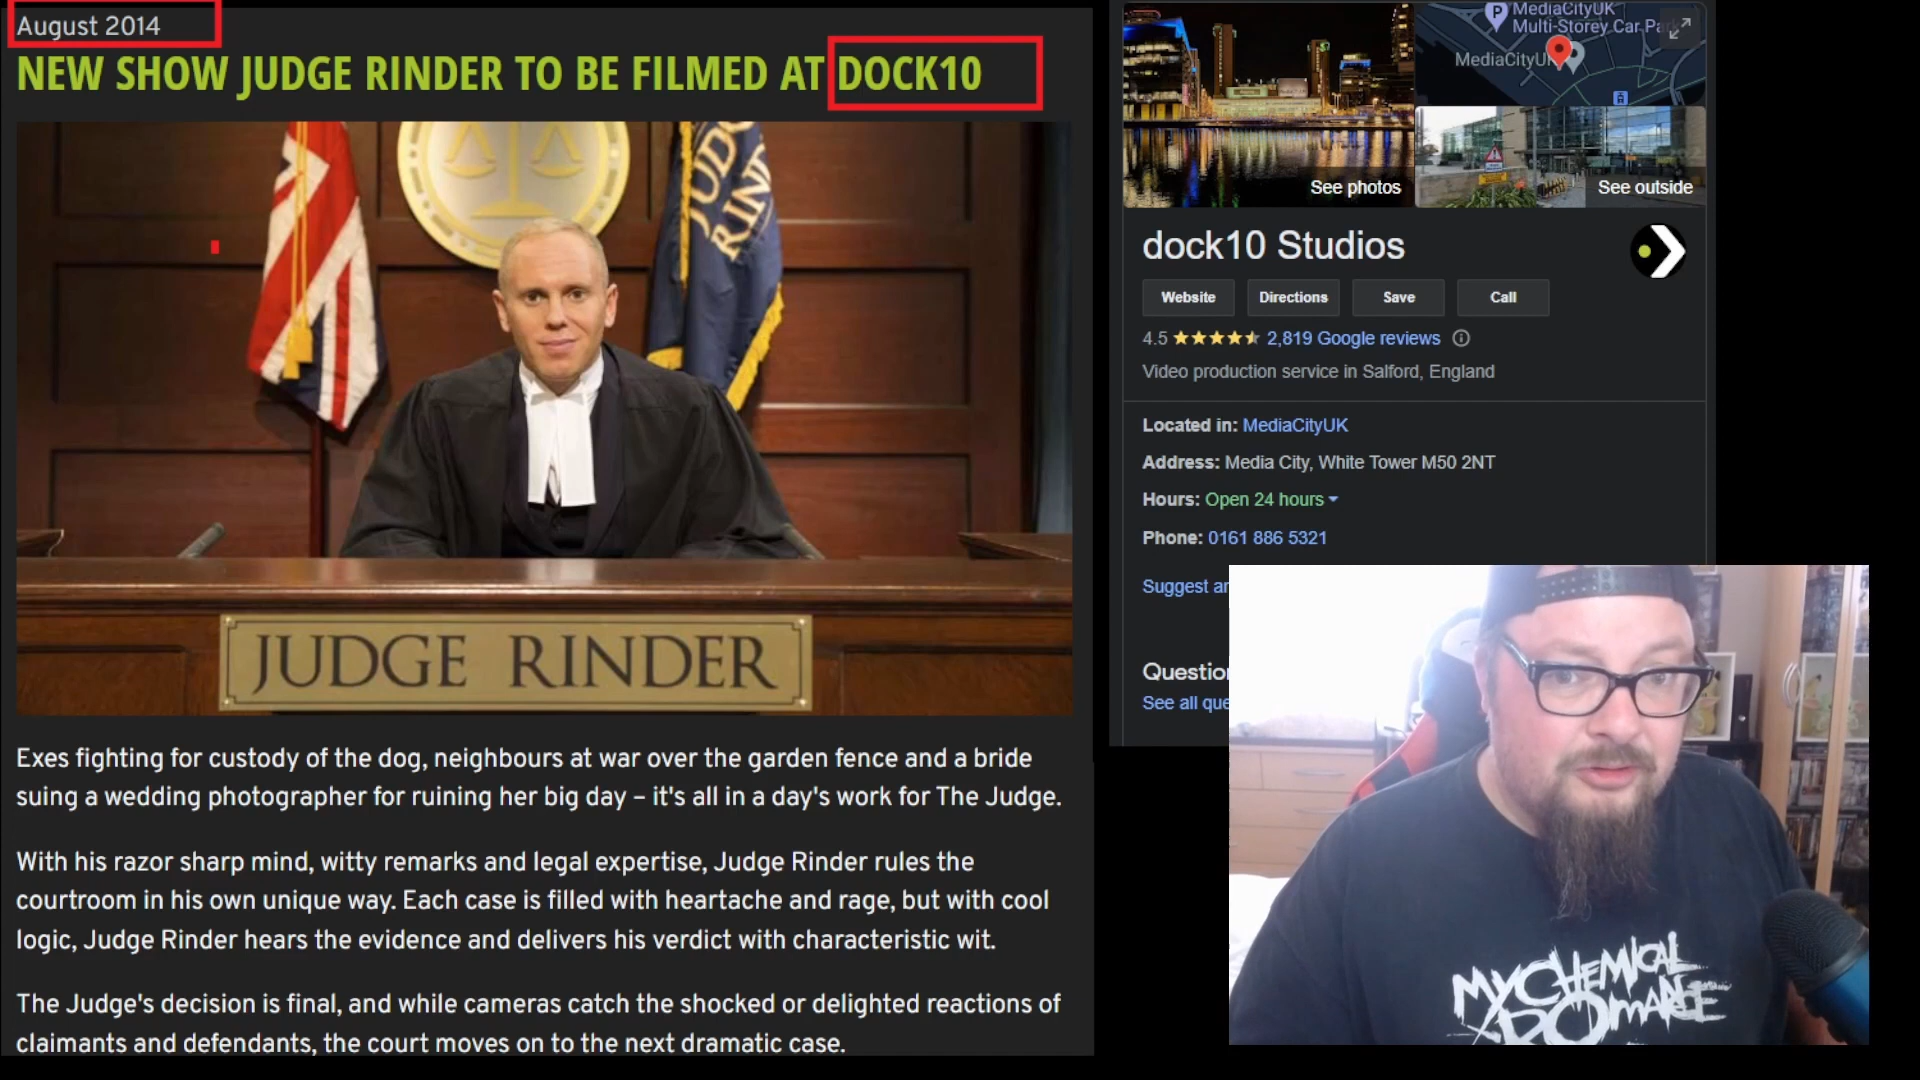 August 2014
NEW SHOW JUDGE RINDER TO BE FILMED AT DOCK10
JUDGE RINDER
JUDGE RINDER
Exes fighting for custody of the dog, neighbours at war over the garden fence and a bride
suing a wedding photographer for ruining her big day – it's all in a day's work for The Judge.
With his razor sharp mind, witty remarks and legal expertise, Judge Rinder rules the
courtroom in his own unique way. Each case is filled with heartache and rage, but with cool
logic, Judge Rinder hears the evidence and delivers his verdict with characteristic wit.
The Judge's decision is final, and while cameras catch the shocked or delighted reactions of
claimants and defendants, the court moves on to the next dramatic case.
P MediaCityUK
Multi-Storey Car
MediaCityUK
See photos
See outside
dock10 Studios
Website Directions Save Call
4.5 2,819 Google reviews
Video production service in Salford, England
Located in: MediaCityUK
Address: Media City, White Tower M50 2NT
Hours: Open 24 hours
Phone: 0161 886 5321
Suggest
See all
MY CHEMICAL
ROMANCE